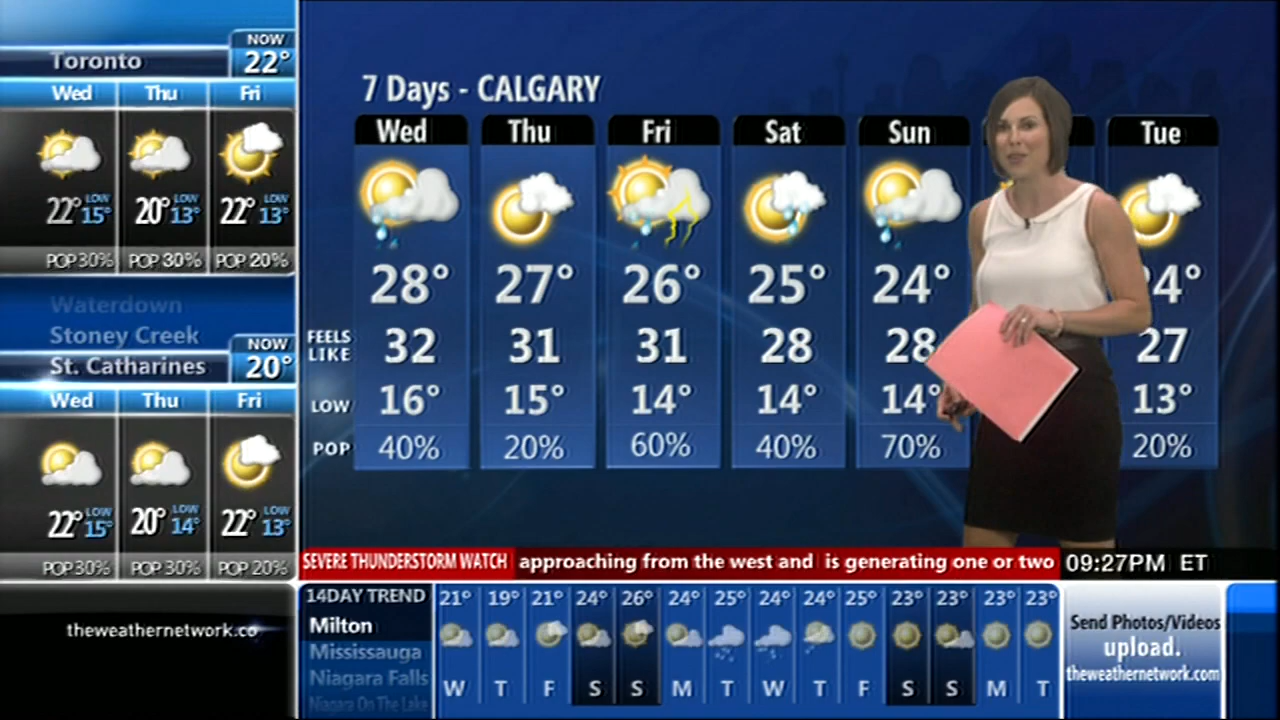 NOW
Toronto 22°
Wed Thu Fri
22° LOW 15° 20° LOW 13° 22° LOW 13°
POP 30% POP 30% POP 20%
Waterdown
Stoney Creek
NOW
St. Catharines 20°
Wed Thu Fri
22° LOW 15° 20° LOW 14° 22° LOW 13°
POP 30% POP 30% POP 20%
theweathernetwork.co
7 Days - CALGARY
Wed Thu Fri Sat Sun Tue
28° 27° 26° 25° 24° 4°
FEELS LIKE 32 31 31 28 28 27
LOW 16° 15° 14° 14° 14° 13°
POP 40% 20% 60% 40% 70% 20%
SEVERE THUNDERSTORM WATCH approaching from the west and is generating one or two 09:27PM ET
14DAY TREND
Milton
Mississauga
Niagara Falls
Niagara On The Lake
21° 19° 21° 24° 26° 24° 25° 24° 24° 25° 23° 23° 23° 23°
W T F S S M T W T F S S M T
Send Photos/Videos
upload.
theweathernetwork.com